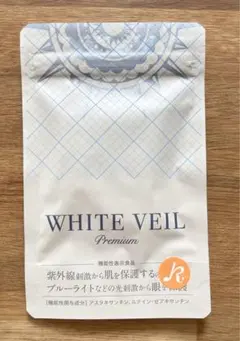 WHITE VEIL
Premium
機能性表示食品
紫外線刺激から肌を保護する
ブルーライトなどの光刺激から眼を
[機能性関与成分] アスタキサンチン、ルテイン・ゼアキサンチン